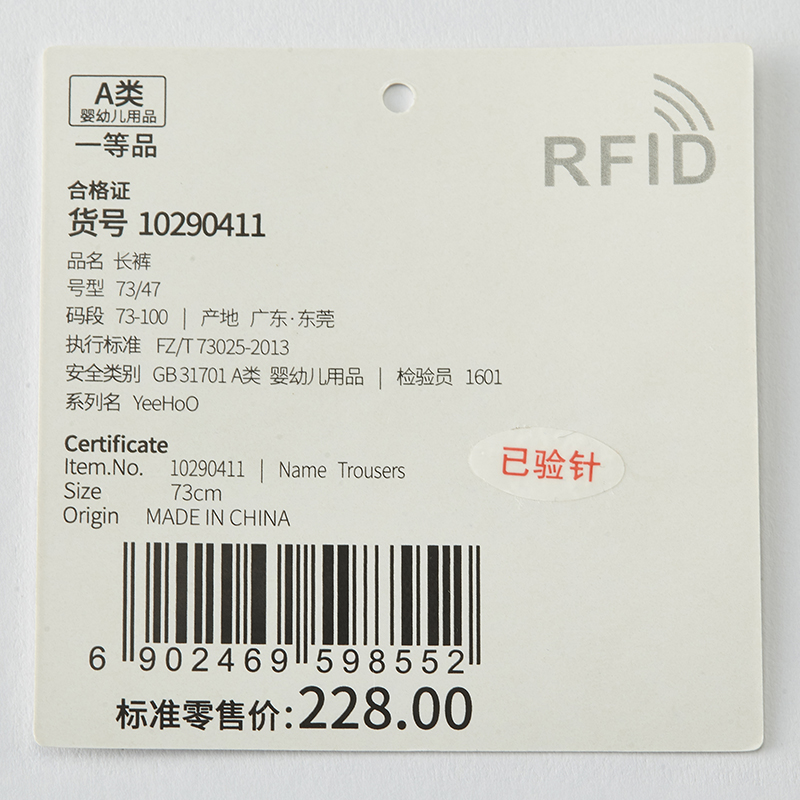 A类
婴幼儿用品
一等品
RFID
合格证
货号 10290411
品名 长裤
号型 73/47
码段 73-100 | 产地 广东·东莞
执行标准 FZ/T 73025-2013
安全类别 GB 31701 A类 婴幼儿用品 | 检验员 1601
系列名 YeeHoO
Certificate
Item.No. 10290411 | Name Trousers
Size 73cm
Origin MADE IN CHINA
已验针
6 902469 598552
标准零售价:228.00